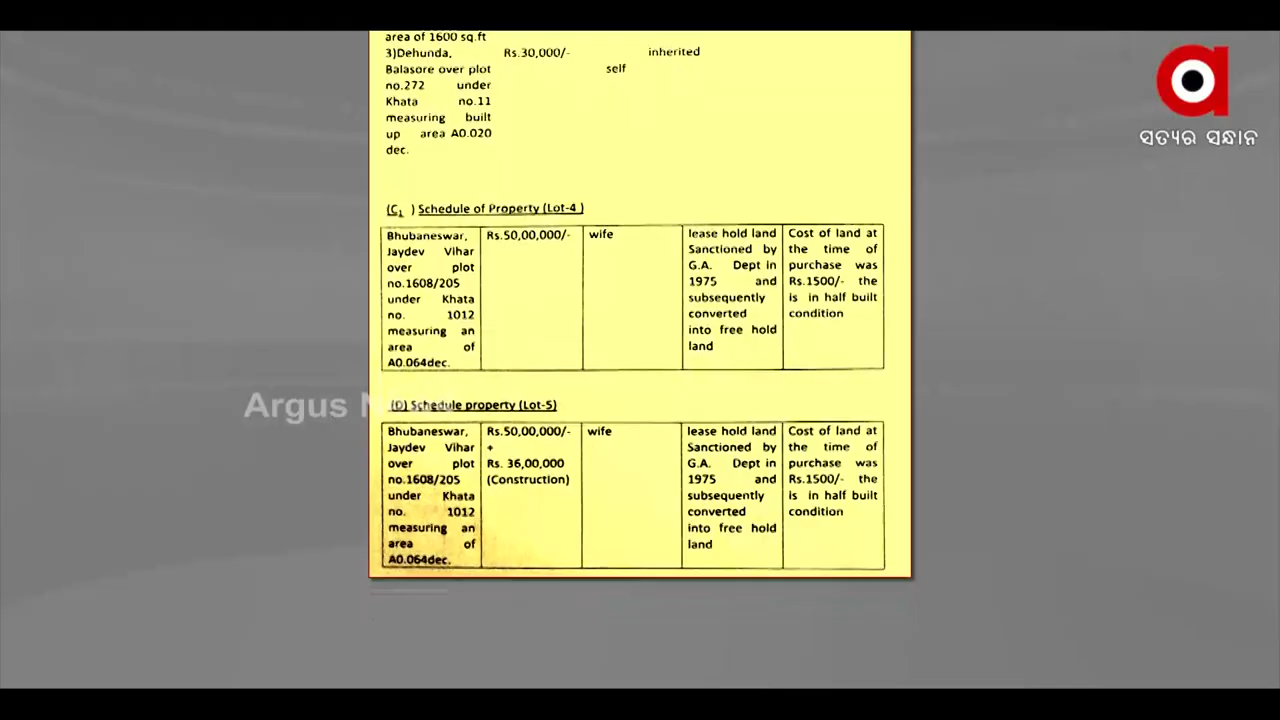 area of 1600 sq.ft
3)Dehunda, Rs.30,000/- inherited
Balasore over plot self
no.272 under
Khata no.11
measuring built
up area A0.020
dec.
ସତ୍ୟର ସନ୍ଧାନ
(C1 ) Schedule of Property (Lot-4 )
Bhubaneswar, Rs.50,00,000/- wife lease hold land Cost of land at
Jaydev Vihar Sanctioned by the time of
over plot G.A. Dept in purchase was
no.1608/205 1975 and Rs.1500/- the
under Khata subsequently is in half built
no. 1012 converted condition
measuring an into free hold
area of land
A0.064dec.
Argus
(D) Schedule property (Lot-5)
Bhubaneswar, Rs.50,00,000/- wife lease hold land Cost of land at
Jaydev Vihar + Sanctioned by the time of
over plot Rs. 36,00,000 G.A. Dept in purchase was
no.1608/205 (Construction) 1975 and Rs.1500/- the
under Khata subsequently is in half built
no. 1012 converted condition
measuring an into free hold
area of land
A0.064dec.